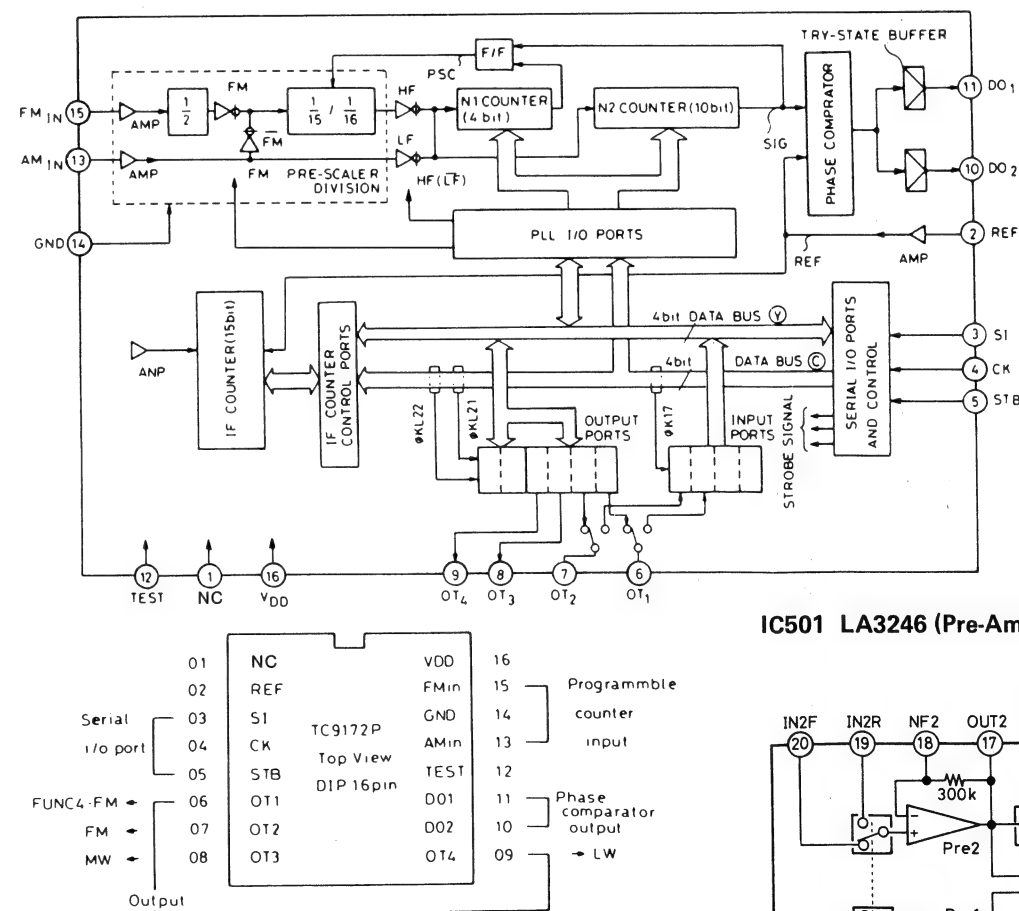 TRY-STATE BUFFER
F/F
PSC
FM
HF
FM IN 15
AMP
1/2
1/15 / 1/16
N1 COUNTER
(4 bit)
N2 COUNTER (10bit)
SIG
PHASE COMPRATOR
11 DO1
AM IN 13
AMP
FM
FM
LF
HF(LF)
PRE-SCALER
DIVISION
10 DO2
GND 14
PLL I/O PORTS
REF
AMP
2 REF
ANP
IF COUNTER (15bit)
IF COUNTER
CONTROL PORTS
4bit DATA BUS Y
4bit DATA BUS C
SERIAL I/O PORTS
AND CONTROL
3 SI
4 CK
5 STB
øKL22
øKL21
OUTPUT
PORTS
øK17
INPUT
PORTS
STROBE SIGNAL
12
1
16
9
8
7
6
TEST
NC
VDD
OT4
OT3
OT2
OT1
IC501 LA3246 (Pre-Am
01 NC VDD 16
02 REF FMin 15 Programmble
Serial 03 SI GND 14 counter
i/o port 04 CK TC9172P AMin 13 input
05 STB Top View TEST 12
DIP 16pin
FUNC4·FM 06 OT1 DO1 11 Phase
comparator
FM 07 OT2 DO2 10 output
MW 08 OT3 OT4 09 LW
Output
IN2F IN2R NF2 OUT2
20 19 18 17
300k
-
+
Pre2